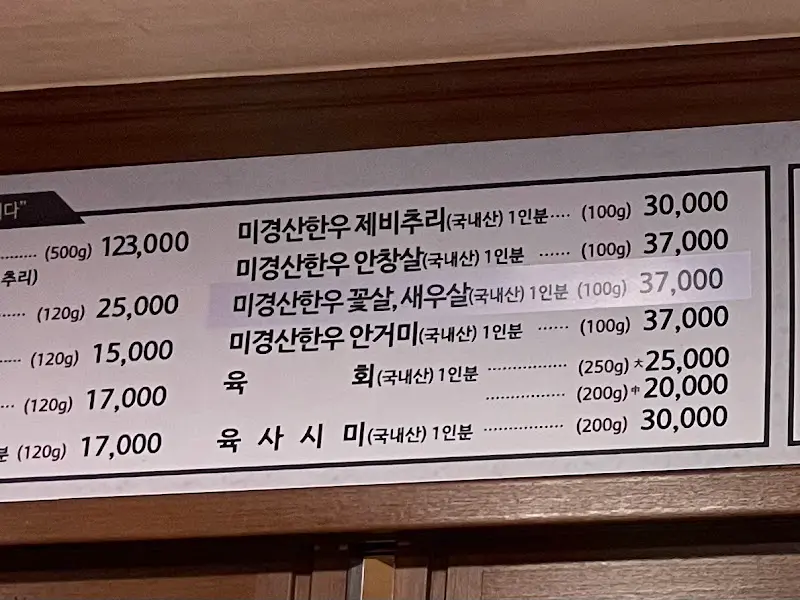 다"
(500g) 123,000
추리)
(120g) 25,000
(120g) 15,000
(120g) 17,000
분 (120g) 17,000
미경산한우 제비추리(국내산) 1인분.... (100g) 30,000
미경산한우 안창살(국내산) 1인분 ...... (100g) 37,000
미경산한우 꽃살, 새우살(국내산) 1인분 (100g) 37,000
미경산한우 안거미(국내산) 1인분 ...... (100g) 37,000
육 회(국내산) 1인분 ................ (250g) 大 25,000
................ (200g) 中 20,000
육 사 시 미(국내산) 1인분 ................ (200g) 30,000